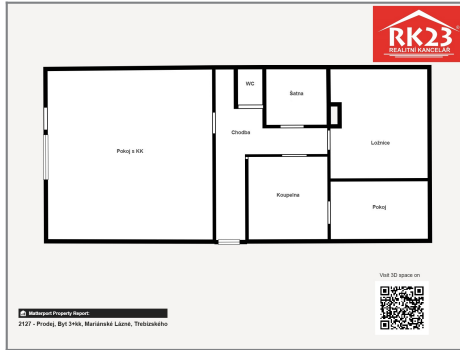 RK23
REALITNÍ KANCELÁŘ
WC
Šatna
Chodba
Pokoj s KK
Ložnice
Koupelna
Pokoj
Visit 3D space on
Matterport Property Report:
2127 - Prodej, Byt 3+kk, Mariánské Lázně, Třebízského